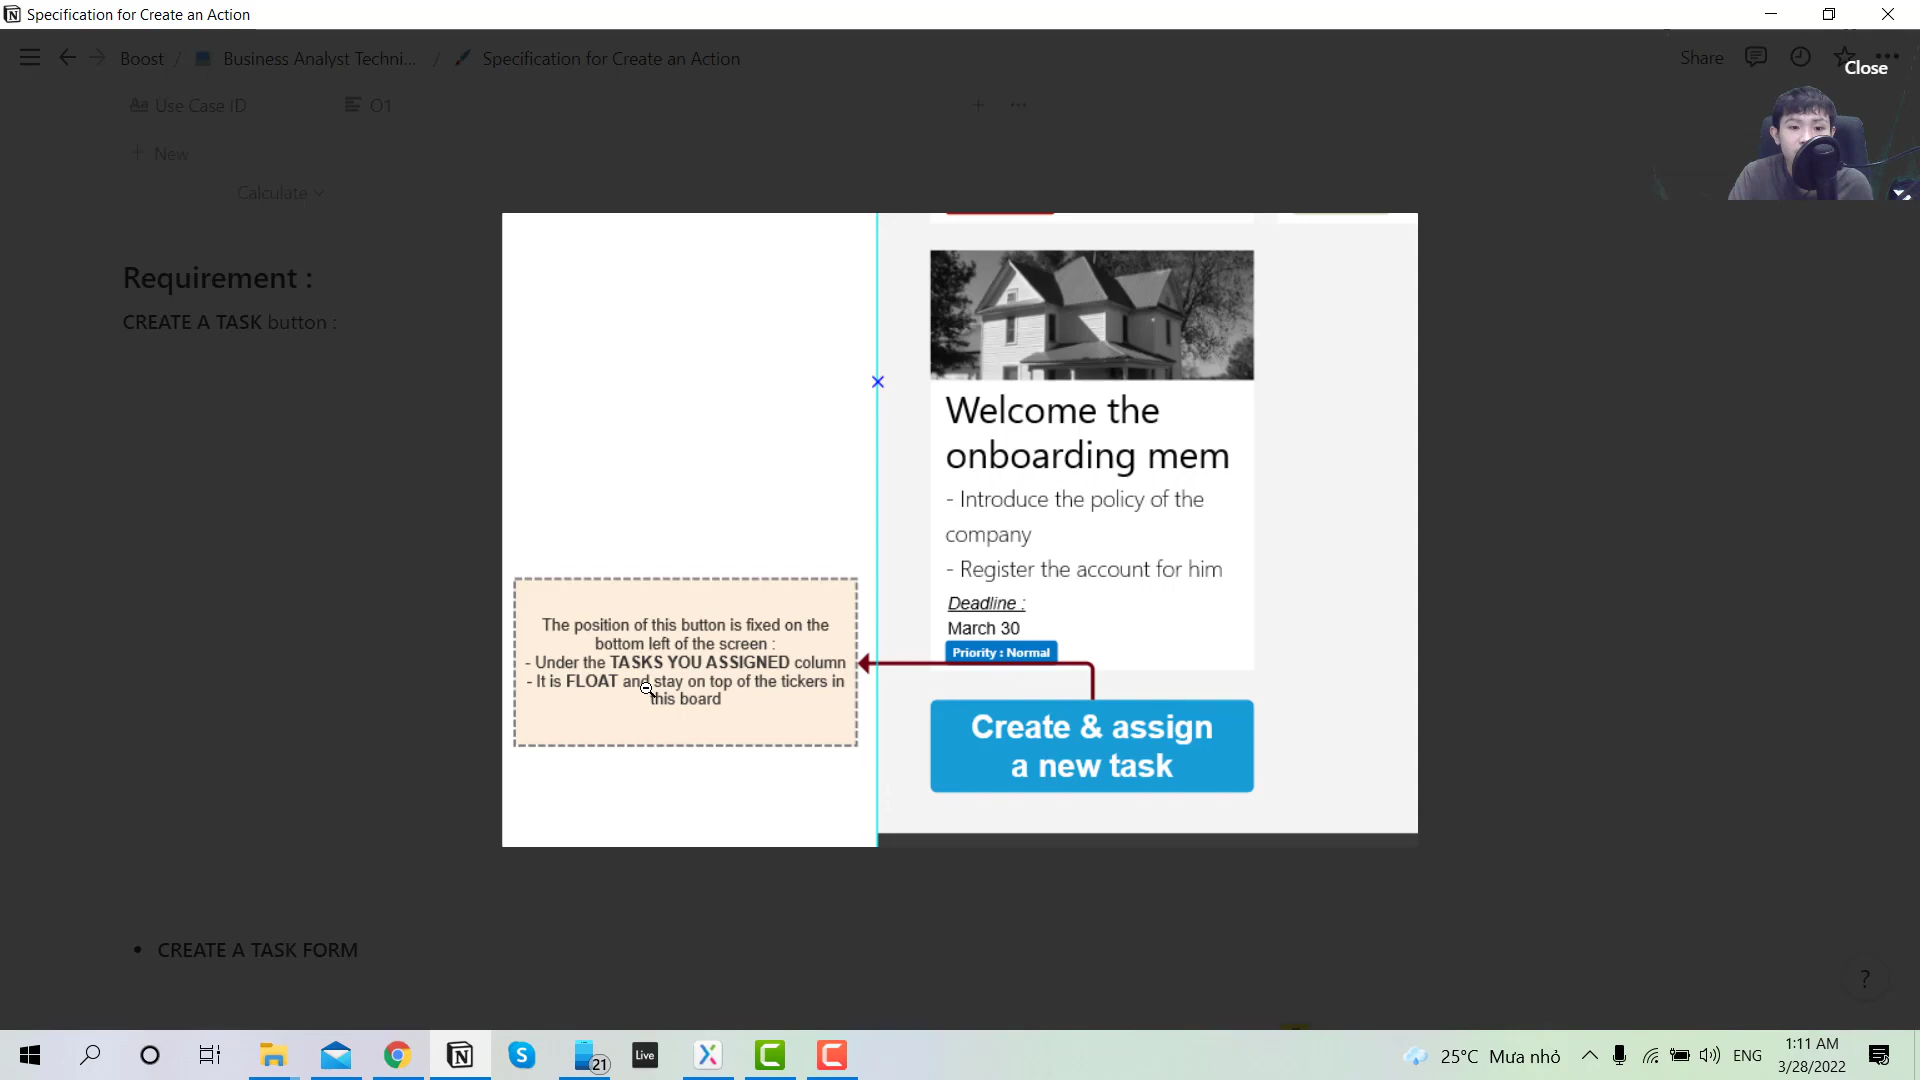 Specification for Create an Action
Boost / Business Analyst Techni... / Specification for Create an Action
Share
Close
Aa Use Case ID
O1
+ New
Calculate
Requirement :
CREATE A TASK button :
Welcome the
onboarding mem
- Introduce the policy of the
company
- Register the account for him
Deadline :
March 30
Priority : Normal
The position of this button is fixed on the
bottom left of the screen :
- Under the TASKS YOU ASSIGNED column
- It is FLOAT and stay on top of the tickers in
this board
Create & assign
a new task
• CREATE A TASK FORM
?
21
Live
25°C Mưa nhỏ
ENG
1:11 AM
3/28/2022